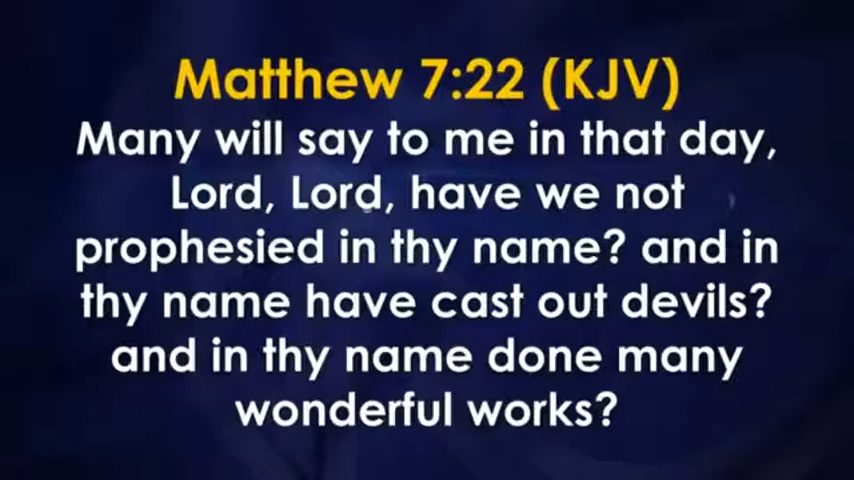 Matthew 7:22 (KJV)
Many will say to me in that day,
Lord, Lord, have we not
prophesied in thy name? and in
thy name have cast out devils?
and in thy name done many
wonderful works?